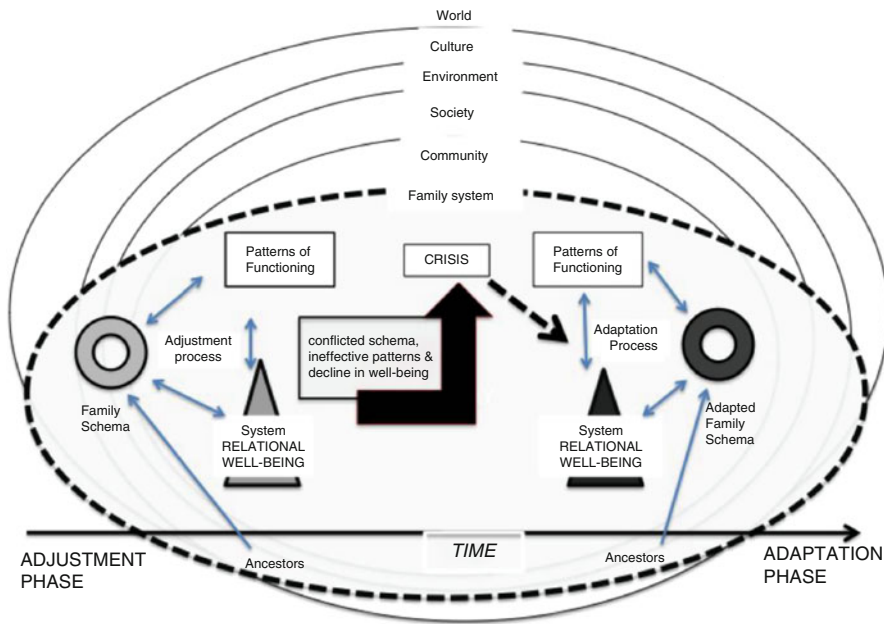 World
Culture
Environment
Society
Community
Family system
Patterns of
Functioning
CRISIS
Patterns of
Functioning
Adjustment
process
conflicted schema,
ineffective patterns &
decline in well-being
Adaptation
Process
Family
Schema
System
RELATIONAL
WELL-BEING
System
RELATIONAL
WELL-BEING
Adapted
Family
Schema
ADJUSTMENT
PHASE
Ancestors
TIME
Ancestors
ADAPTATION
PHASE